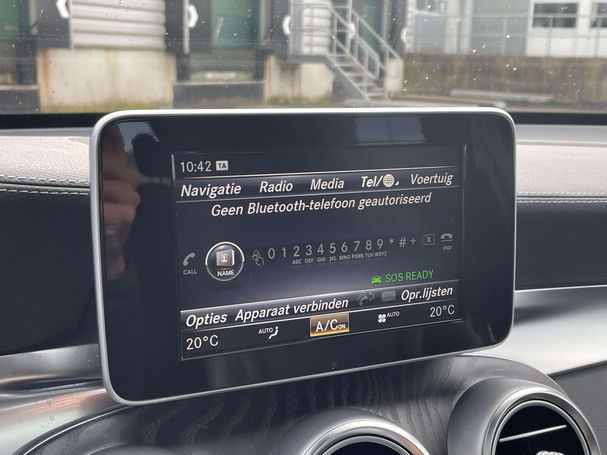 10:42 TA
Navigatie Radio Media Tel/ Voertuig
Geen Bluetooth-telefoon geautoriseerd
0 1 2 3 4 5 6 7 8 9 * # +
ABC DEF GHI JKL MNO PQRS TUV WXYZ
CALL NAME END
SOS READY
Opties Apparaat verbinden Opr.lijsten
20°C AUTO A/C ON AUTO 20°C